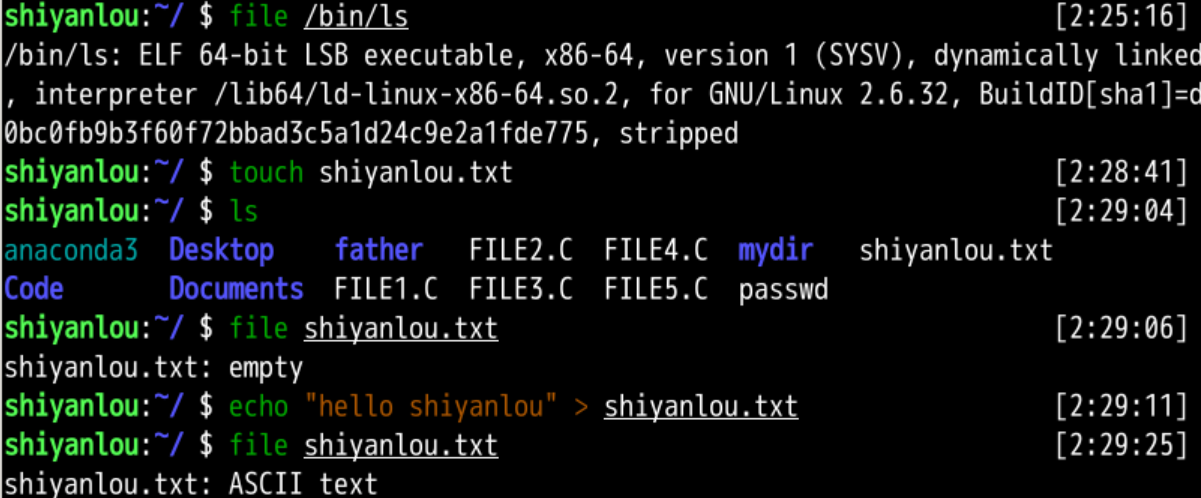 shiyanlou:~/ $ file /bin/ls [2:25:16]
/bin/ls: ELF 64-bit LSB executable, x86-64, version 1 (SYSV), dynamically linked
, interpreter /lib64/ld-linux-x86-64.so.2, for GNU/Linux 2.6.32, BuildID[sha1]=d
0bc0fb9b3f60f72bbad3c5a1d24c9e2a1fde775, stripped
shiyanlou:~/ $ touch shiyanlou.txt [2:28:41]
shiyanlou:~/ $ ls [2:29:04]
anaconda3 Desktop father FILE2.C FILE4.C mydir shiyanlou.txt
Code Documents FILE1.C FILE3.C FILE5.C passwd
shiyanlou:~/ $ file shiyanlou.txt [2:29:06]
shiyanlou.txt: empty
shiyanlou:~/ $ echo "hello shiyanlou" > shiyanlou.txt [2:29:11]
shiyanlou:~/ $ file shiyanlou.txt [2:29:25]
shiyanlou.txt: ASCII text